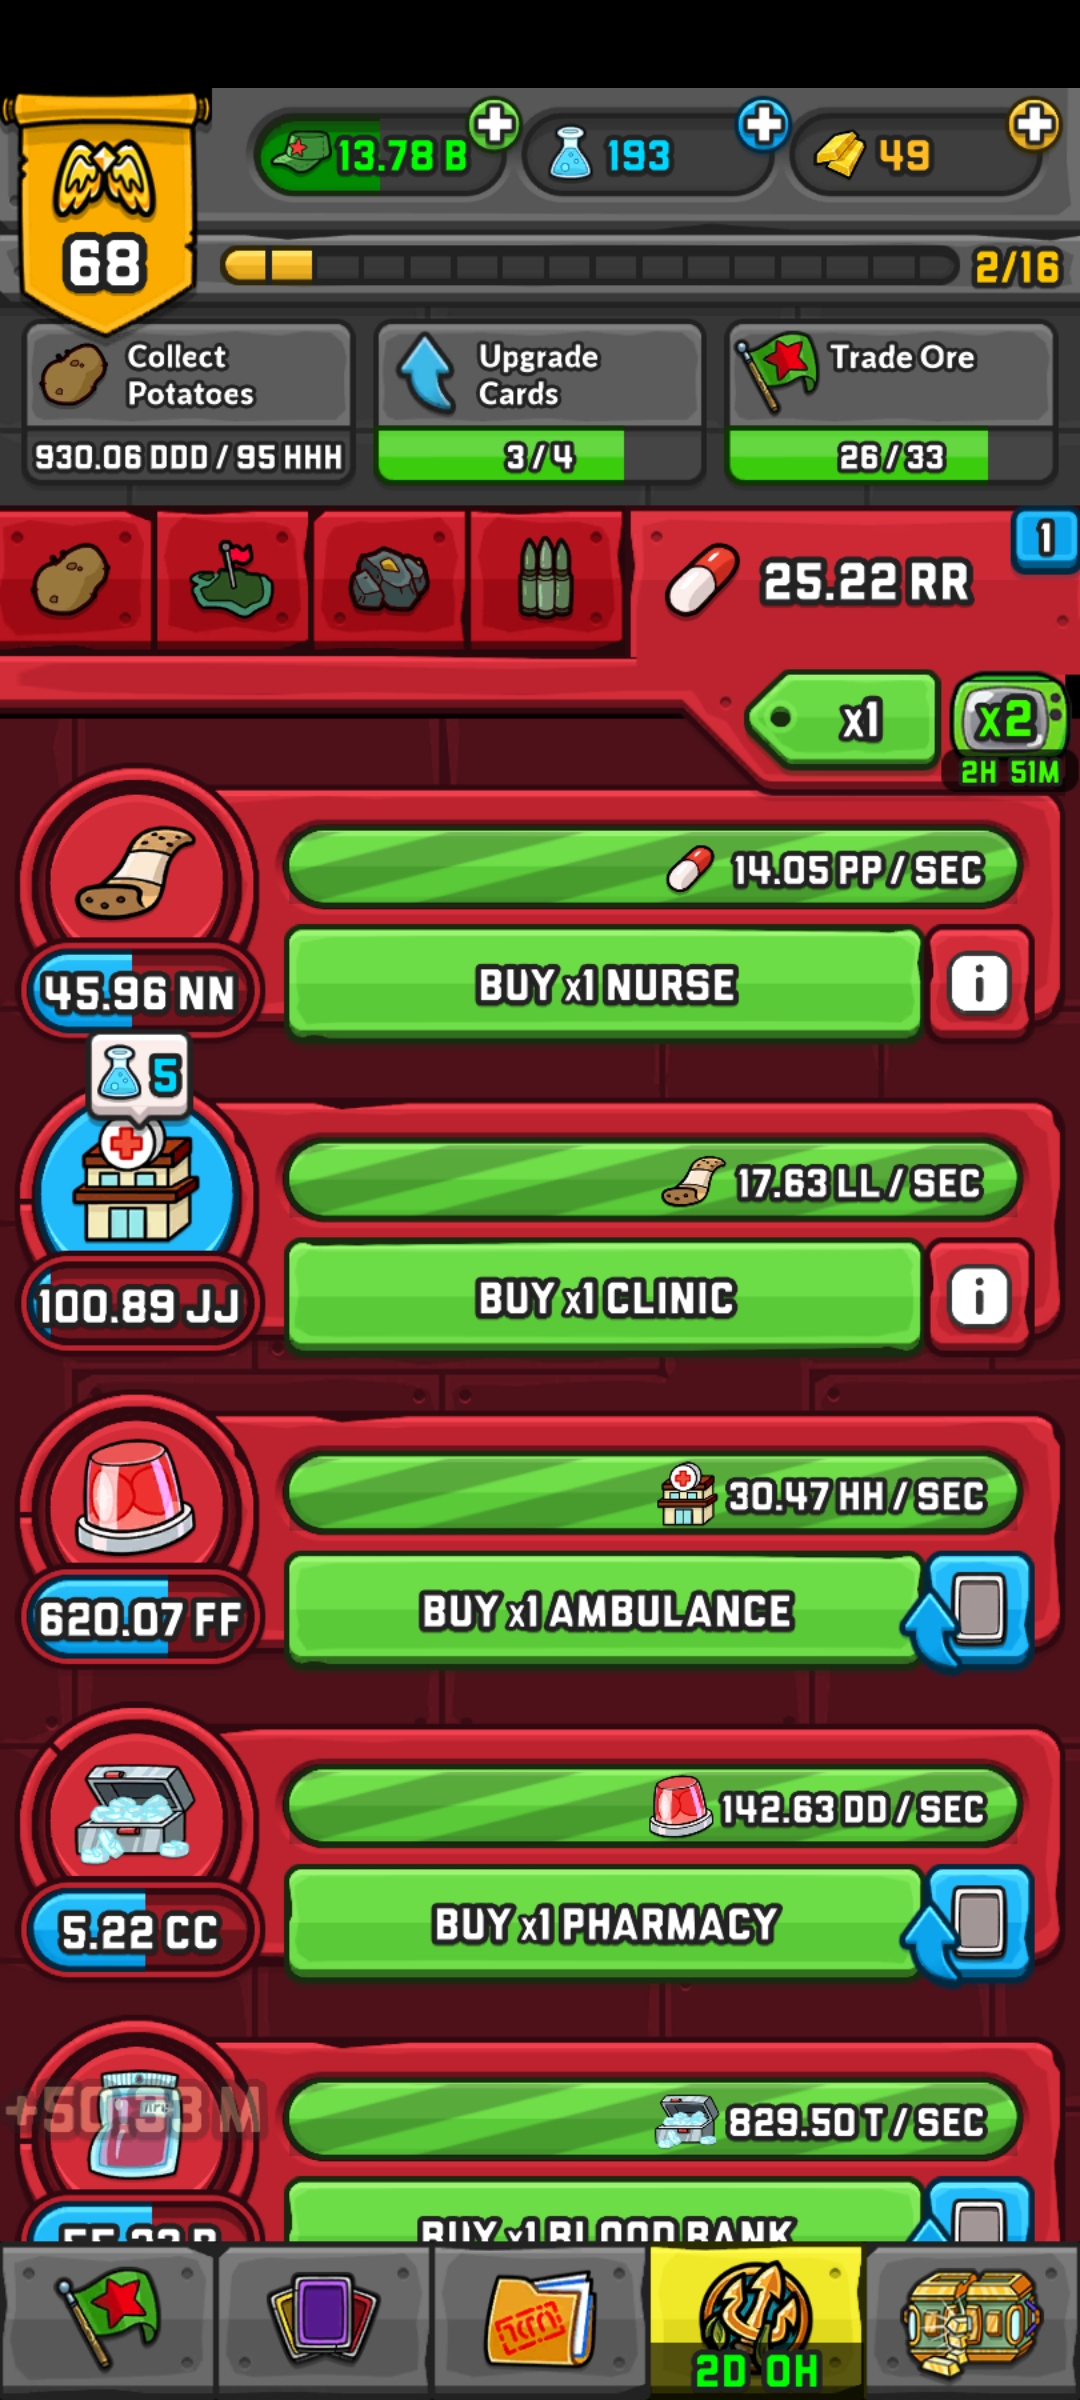 13.78 B
193
49
68
2/16
Collect
Potatoes
Upgrade
Cards
Trade Ore
930.06 DDD / 95 HHH
3/4
26/33
1
25.22 RR
x1
x2
2H 51M
14.05 PP / SEC
BUY x1 NURSE
i
45.96 NN
5
17.63 LL / SEC
BUY x1 CLINIC
i
100.89 JJ
30.47 HH / SEC
BUY x1 AMBULANCE
620.07 FF
142.63 DD / SEC
BUY x1 PHARMACY
5.22 CC
829.50 T / SEC
BUY x1 BLOOD BANK
2D 0H